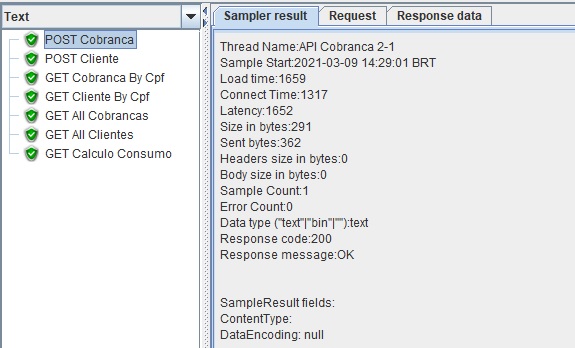 Text
POST Cobranca
POST Cliente
GET Cobranca By Cpf
GET Cliente By Cpf
GET All Cobrancas
GET All Clientes
GET Calculo Consumo
Sampler result
Request
Response data
Thread Name:API Cobranca 2-1
Sample Start:2021-03-09 14:29:01 BRT
Load time:1659
Connect Time:1317
Latency:1652
Size in bytes:291
Sent bytes:362
Headers size in bytes:0
Body size in bytes:0
Sample Count:1
Error Count:0
Data type ("text"|"bin"|""):text
Response code:200
Response message:OK
SampleResult fields:
ContentType:
DataEncoding: null